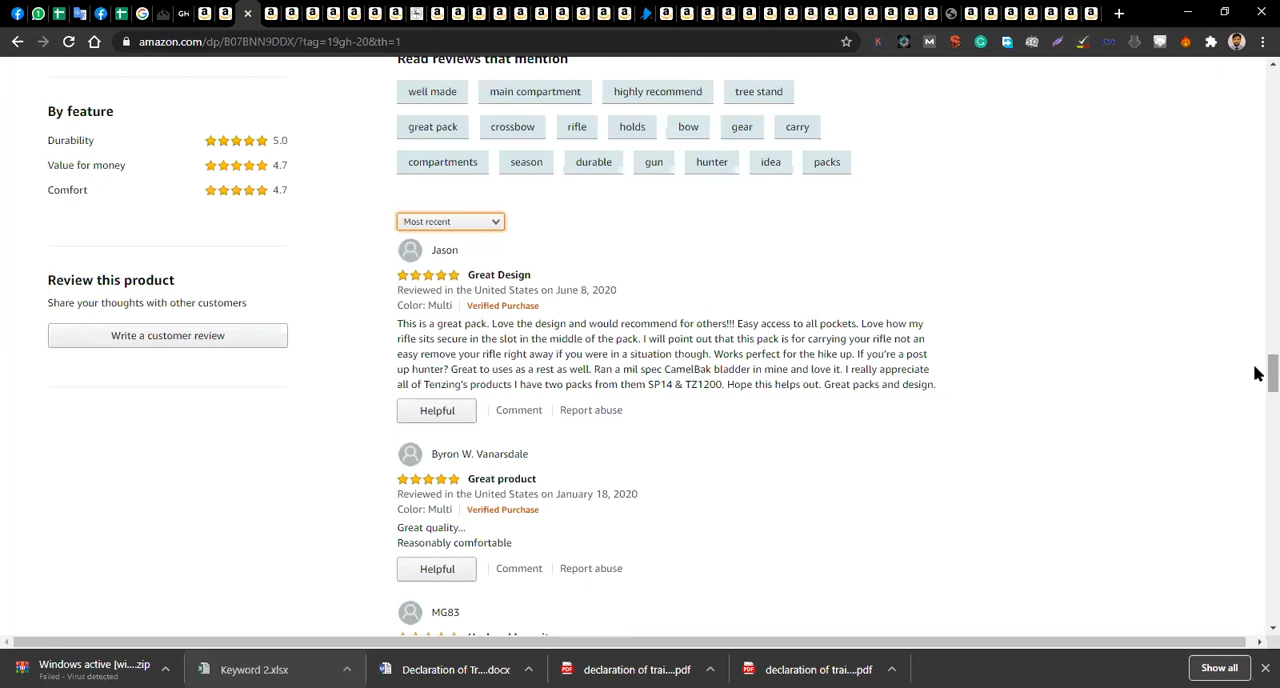 GH
amazon.com/dp/B07BNN9DDX/?tag=19gh-20&th=1
Read reviews that mention
By feature
Durability 5.0
Value for money 4.7
Comfort 4.7
Review this product
Share your thoughts with other customers
Write a customer review
well made main compartment highly recommend tree stand
great pack crossbow rifle holds bow gear carry
compartments season durable gun hunter idea packs
Most recent
Jason
Great Design
Reviewed in the United States on June 8, 2020
Color: Multi Verified Purchase
This is a great pack. Love the design and would recommend for others!!! Easy access to all pockets. Love how my
rifle sits secure in the slot in the middle of the pack. I will point out that this pack is for carrying your rifle not an
easy remove your rifle right away if you were in a situation though. Works perfect for the hike up. If you're a post
up hunter? Great to uses as a rest as well. Ran a mil spec CamelBak bladder in mine and love it. I really appreciate
all of Tenzing's products I have two packs from them SP14 & TZ1200. Hope this helps out. Great packs and design.
Helpful Comment Report abuse
Byron W. Vanarsdale
Great product
Reviewed in the United States on January 18, 2020
Color: Multi Verified Purchase
Great quality...
Reasonably comfortable
Helpful Comment Report abuse
MG83
Windows active [wi....zip
Failed - Virus detected
Keyword 2.xlsx
Declaration of Tr....docx
declaration of trai....pdf
declaration of trai....pdf
Show all